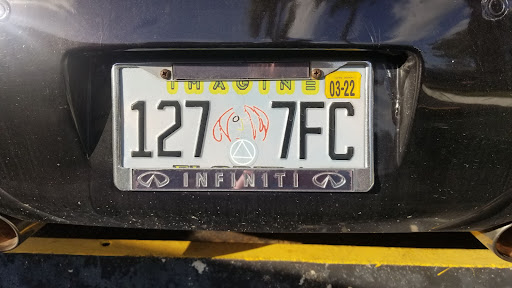 IMAGINE
03-22
127 7FC
INFINITI